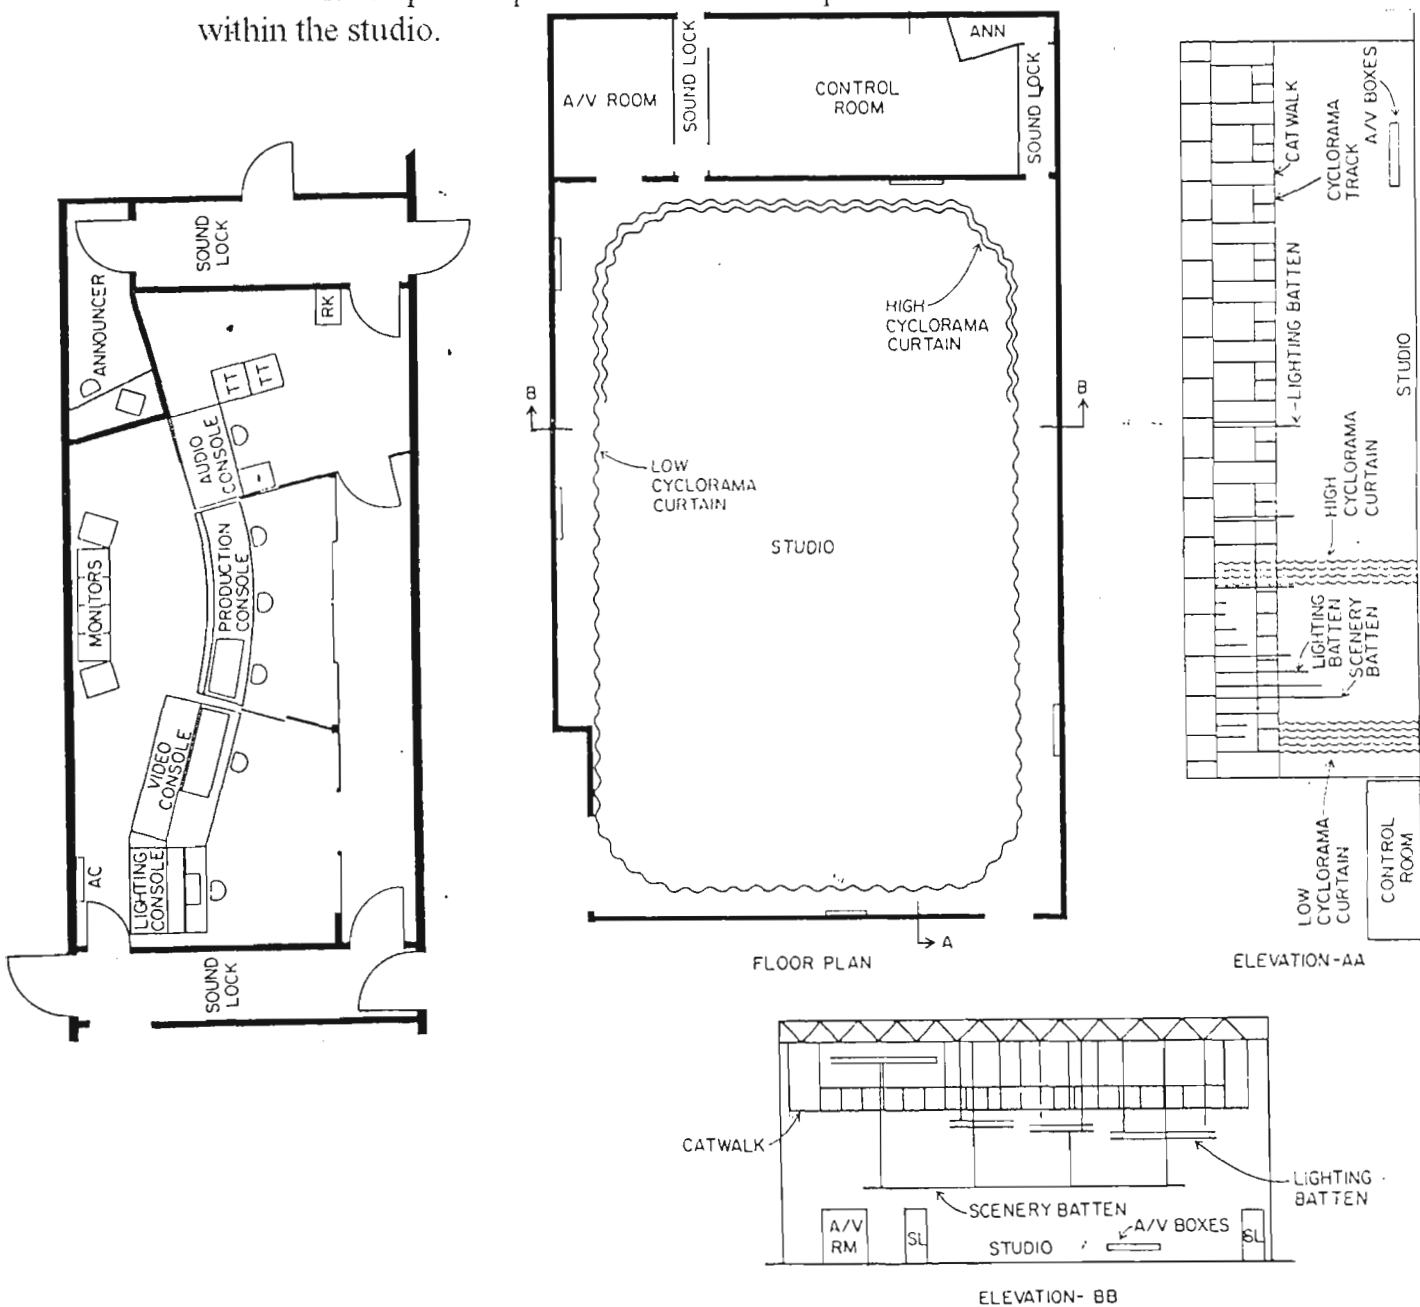 within the studio.
SOUND
LOCK
ANNOUNCER
RK
TT
TT
AUDIO
CONSOLE
MONITORS
PRODUCTION
CONSOLE
VIDEO
CONSOLE
AC
LIGHTING
CONSOLE
SOUND
LOCK
A/V ROOM
SOUND LOCK
CONTROL
ROOM
ANN
SOUND LOCK
HIGH
CYCLORAMA
CURTAIN
B
B
LOW
CYCLORAMA
CURTAIN
STUDIO
A
FLOOR PLAN
CATWALK
CYCLORAMA
TRACK
A/V BOXES
LIGHTING BATTEN
STUDIO
HIGH
CYCLORAMA
CURTAIN
LIGHTING
BATTEN
SCENERY
BATTEN
LOW
CYCLORAMA
CURTAIN
CONTROL
ROOM
ELEVATION-AA
CATWALK
LIGHTING
BATTEN
SCENERY BATTEN
A/V
RM
SL
STUDIO
A/V BOXES
SL
ELEVATION- BB